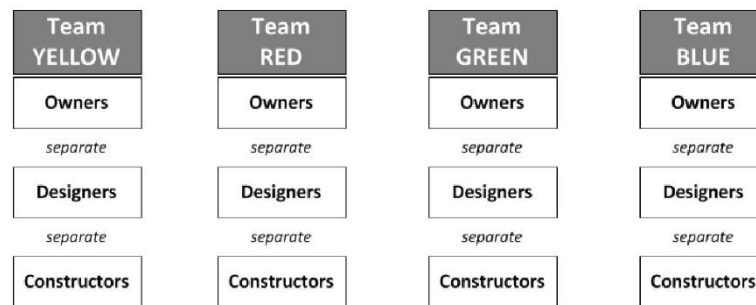 Team
YELLOW
Owners
separate
Designers
separate
Constructors
Team
RED
Owners
separate
Designers
separate
Constructors
Team
GREEN
Owners
separate
Designers
separate
Constructors
Team
BLUE
Owners
separate
Designers
separate
Constructors